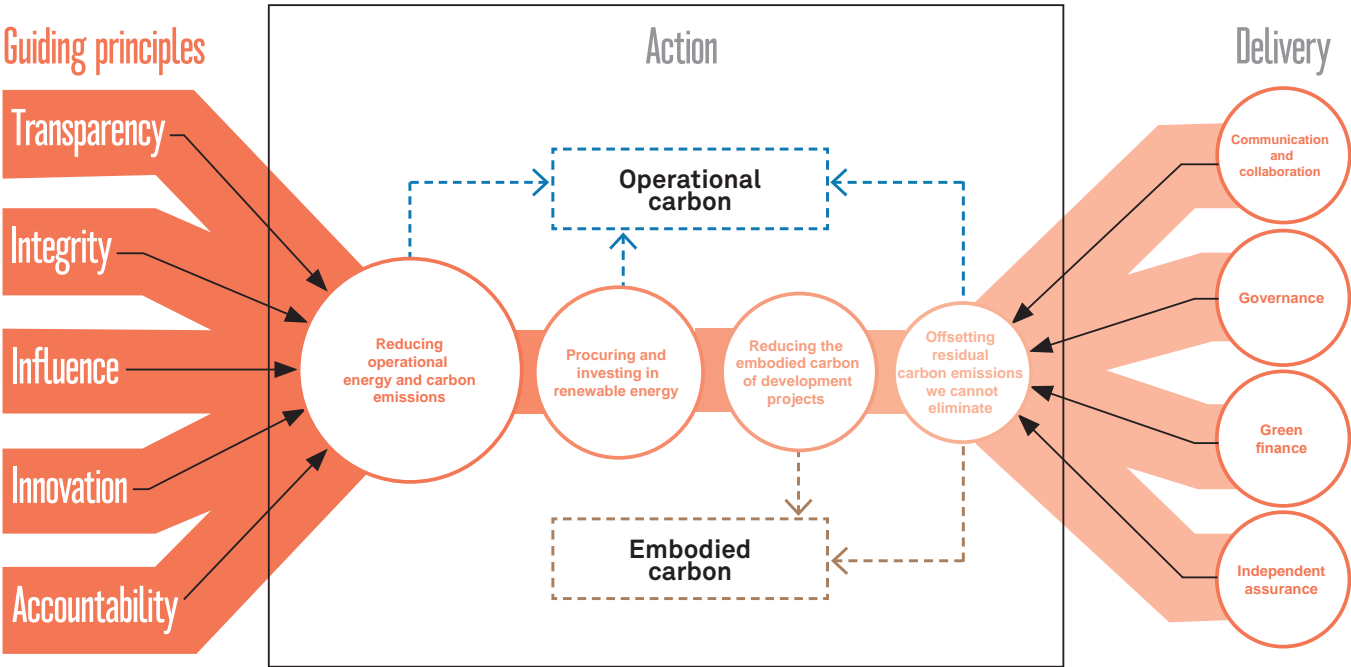 Guiding principles
Transparency
Integrity
Influence
Innovation
Accountability
Action
Operational
carbon
Reducing
operational
energy and carbon
emissions
Procuring and
investing in
renewable energy
Reducing the
embodied carbon
of development
projects
Offsetting
residual
carbon emissions
we cannot
eliminate
Embodied
carbon
Delivery
Communication
and
collaboration
Governance
Green
finance
Independent
assurance